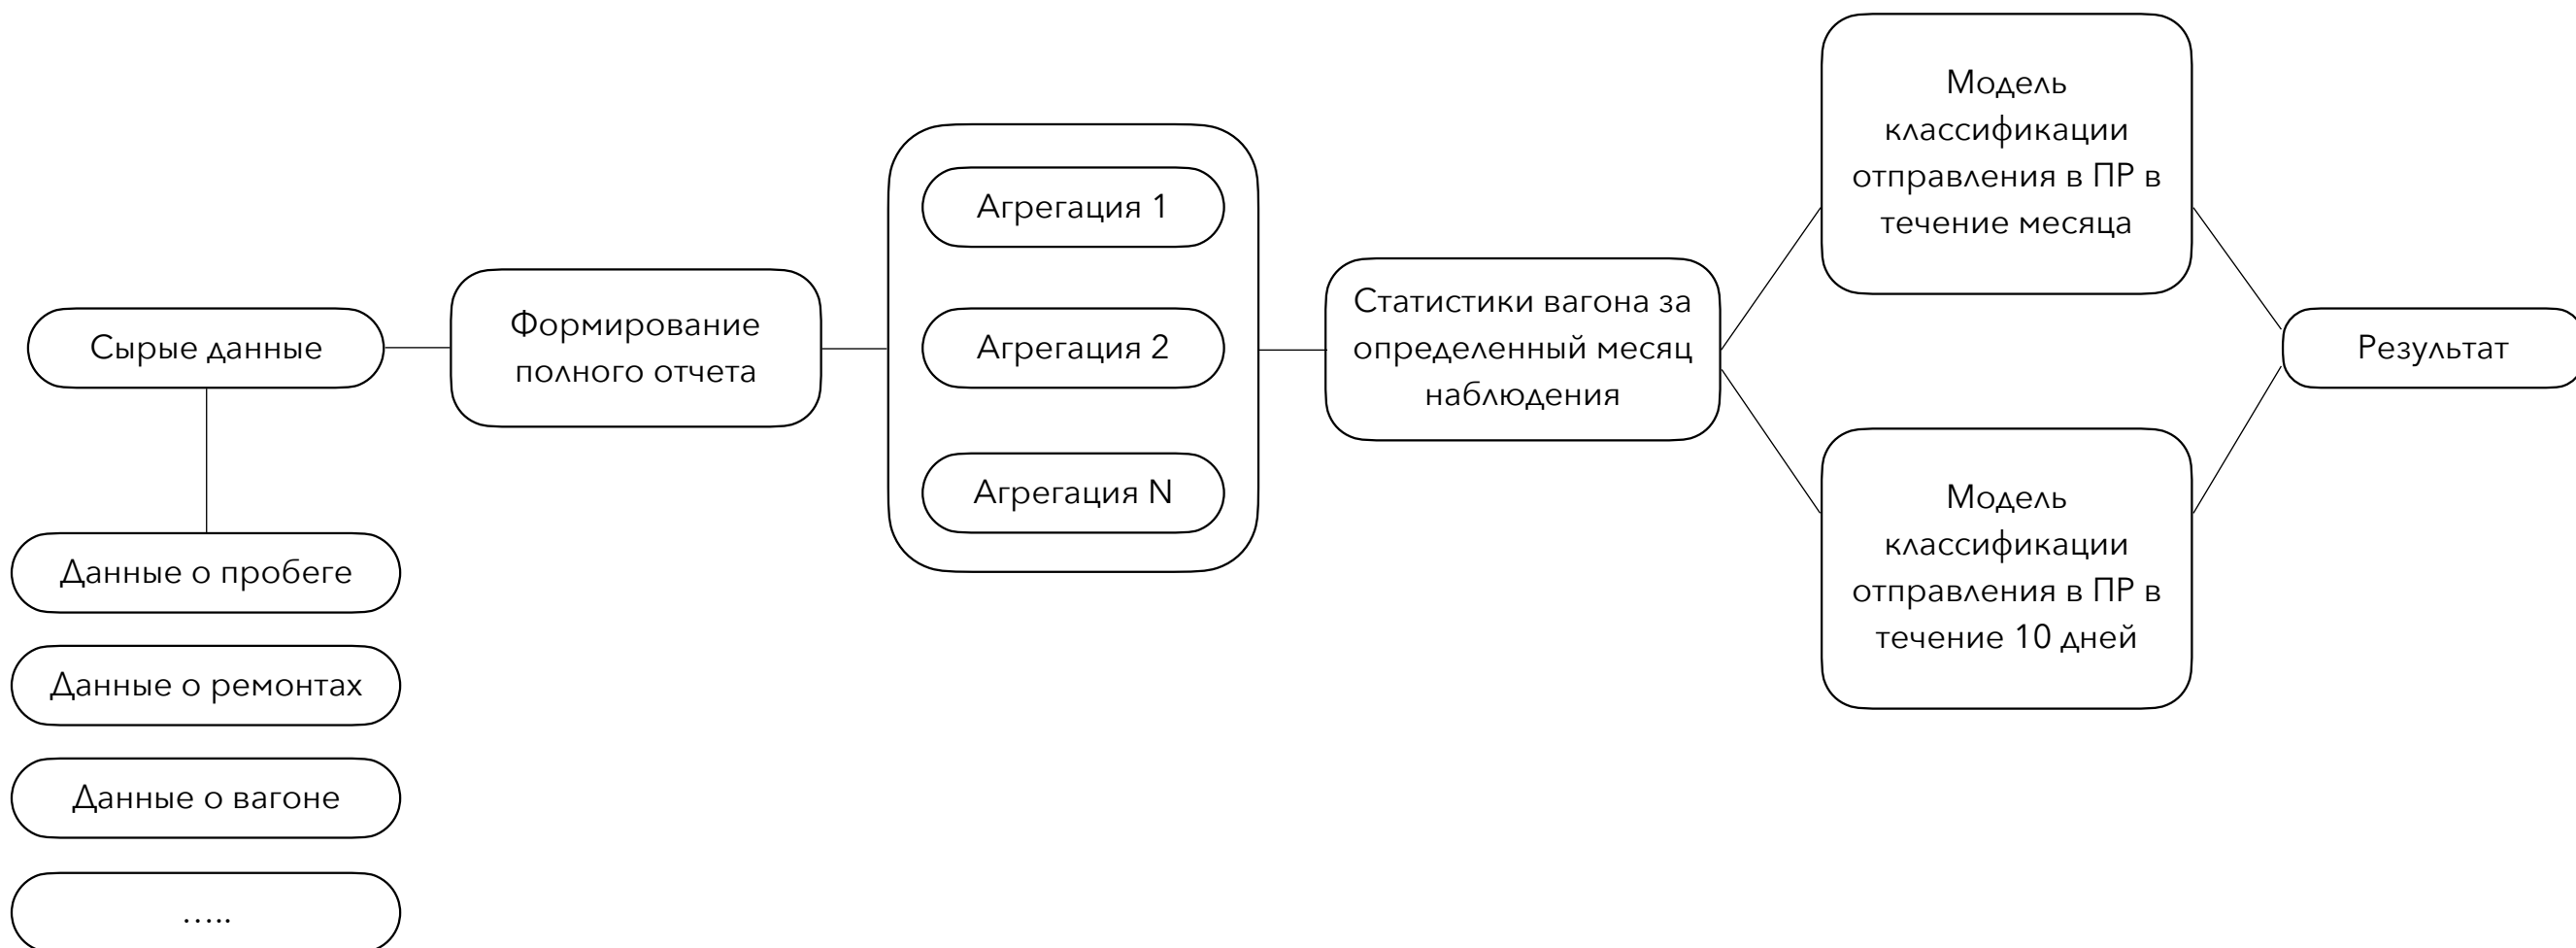 Сырые данные
Данные о пробеге
Данные о ремонтах
Данные о вагоне
.....
Формирование
полного отчета
Агрегация 1
Агрегация 2
Агрегация N
Статистики вагона за
определенный месяц
наблюдения
Модель
классификации
отправления в ПР в
течение месяца
Модель
классификации
отправления в ПР в
течение 10 дней
Результат